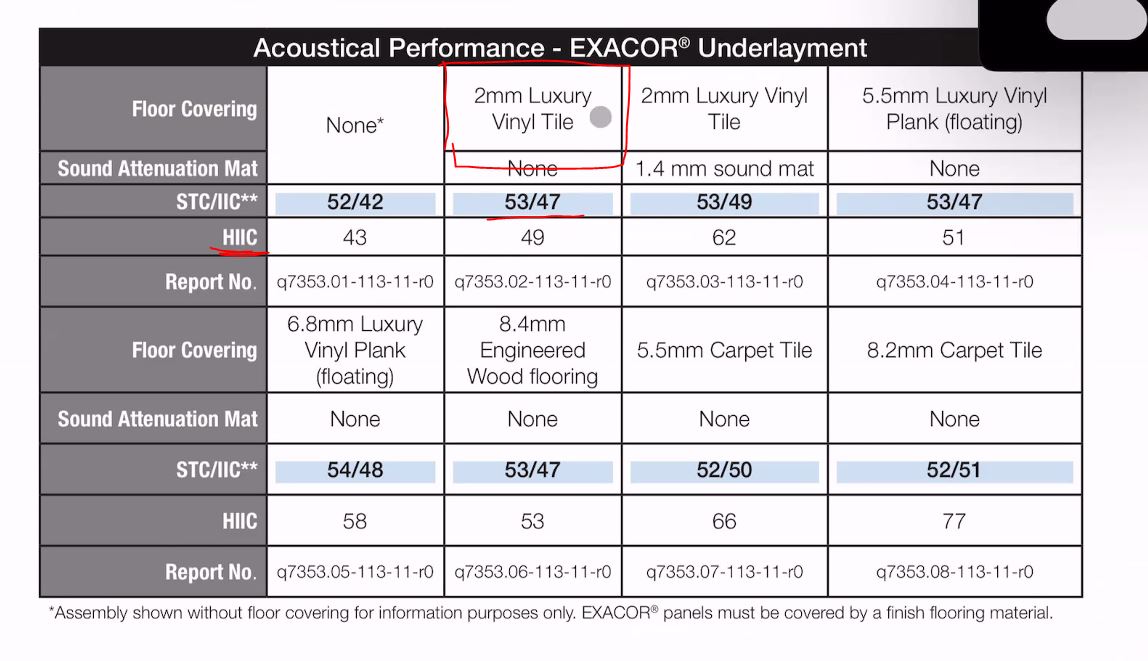 Acoustical Performance - EXACOR® Underlayment
Floor Covering
None*
2mm Luxury
Vinyl Tile
2mm Luxury Vinyl
Tile
5.5mm Luxury Vinyl
Plank (floating)
Sound Attenuation Mat
None
1.4 mm sound mat
None
STC/IIC** 52/42 53/47 53/49 53/47
HIIC 43 49 62 51
Report No. q7353.01-113-11-r0 q7353.02-113-11-r0 q7353.03-113-11-r0 q7353.04-113-11-r0
Floor Covering
6.8mm Luxury
Vinyl Plank
(floating)
8.4mm
Engineered
Wood flooring
5.5mm Carpet Tile
8.2mm Carpet Tile
Sound Attenuation Mat None None None None
STC/IIC** 54/48 53/47 52/50 52/51
HIIC 58 53 66 77
Report No. q7353.05-113-11-r0 q7353.06-113-11-r0 q7353.07-113-11-r0 q7353.08-113-11-r0
*Assembly shown without floor covering for information purposes only. EXACOR® panels must be covered by a finish flooring material.